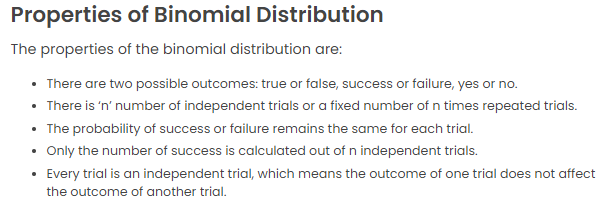 Properties of Binomial Distribution
The properties of the binomial distribution are:
• There are two possible outcomes: true or false, success or failure, yes or no.
• There is ‘n’ number of independent trials or a fixed number of n times repeated trials.
• The probability of success or failure remains the same for each trial.
• Only the number of success is calculated out of n independent trials.
• Every trial is an independent trial, which means the outcome of one trial does not affect
the outcome of another trial.